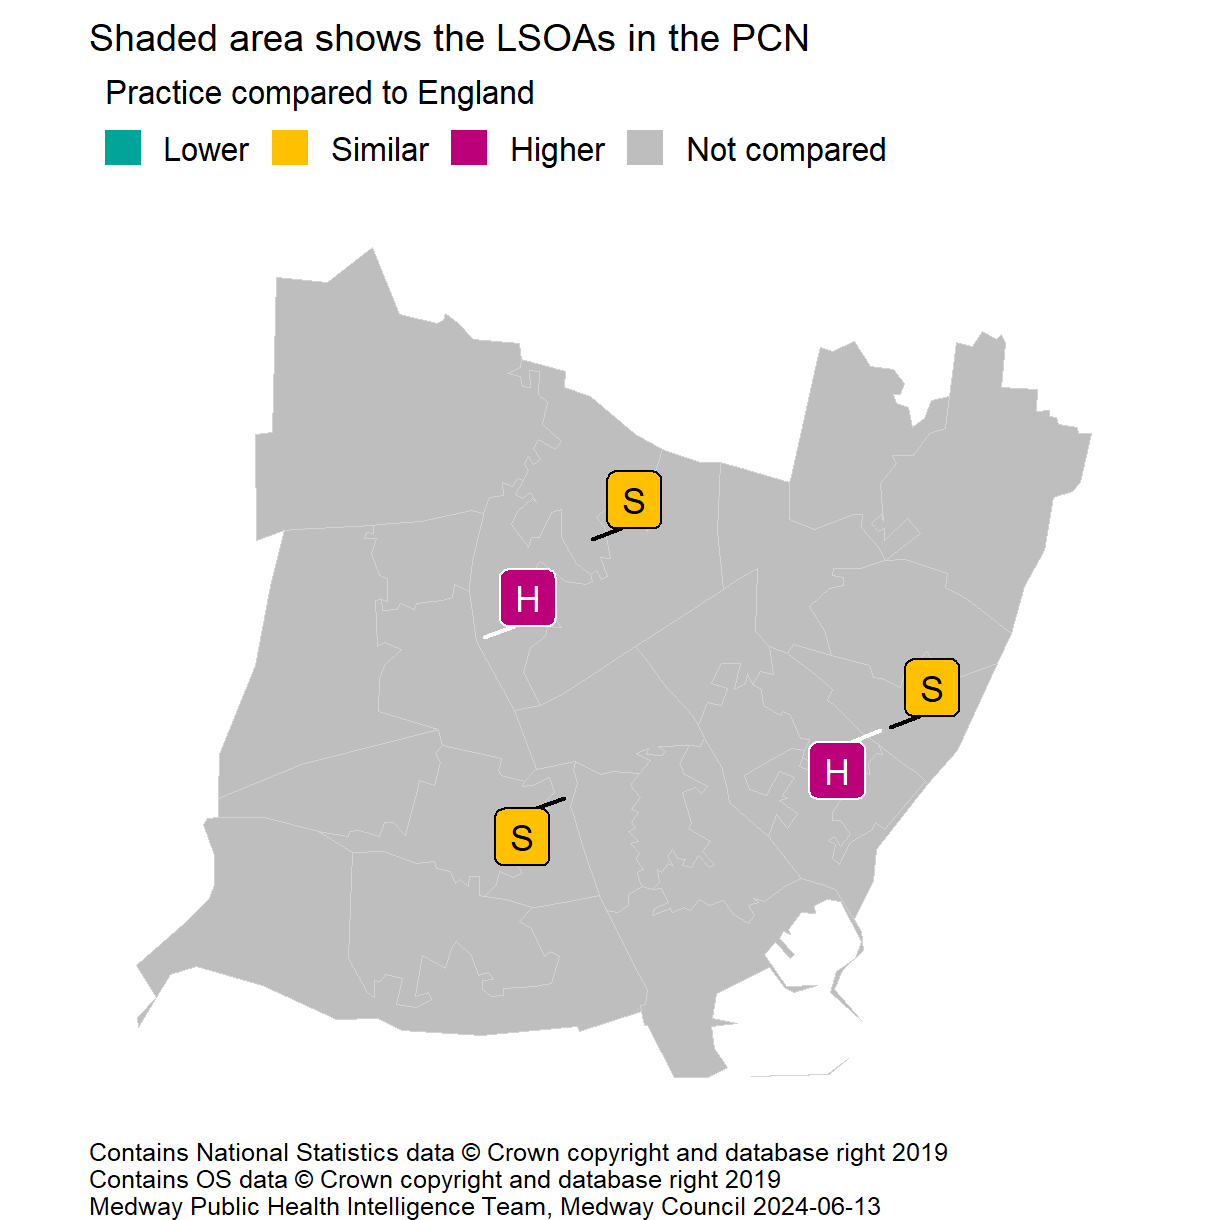 Shaded area shows the LSOAs in the PCN
Practice compared to England
Lower Similar Higher Not compared
S
H
S
H
S
Contains National Statistics data © Crown copyright and database right 2019
Contains OS data © Crown copyright and database right 2019
Medway Public Health Intelligence Team, Medway Council 2024-06-13